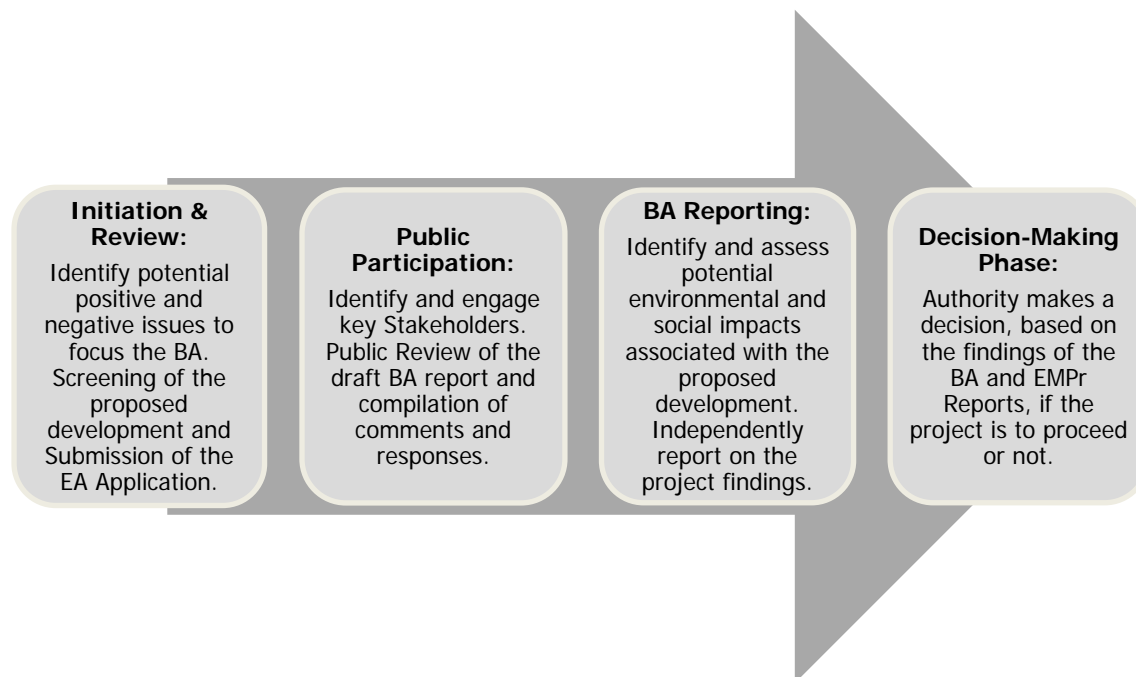 Initiation &
Review:
Identify potential
positive and
negative issues to
focus the BA.
Screening of the
proposed
development and
Submission of the
EA Application.
Public
Participation:
Identify and engage
key Stakeholders.
Public Review of the
draft BA report and
compilation of
comments and
responses.
BA Reporting:
Identify and assess
potential
environmental and
social impacts
associated with the
proposed
development.
Independently
report on the
project findings.
Decision-Making
Phase:
Authority makes a
decision, based on
the findings of the
BA and EMPr
Reports, if the
project is to proceed
or not.